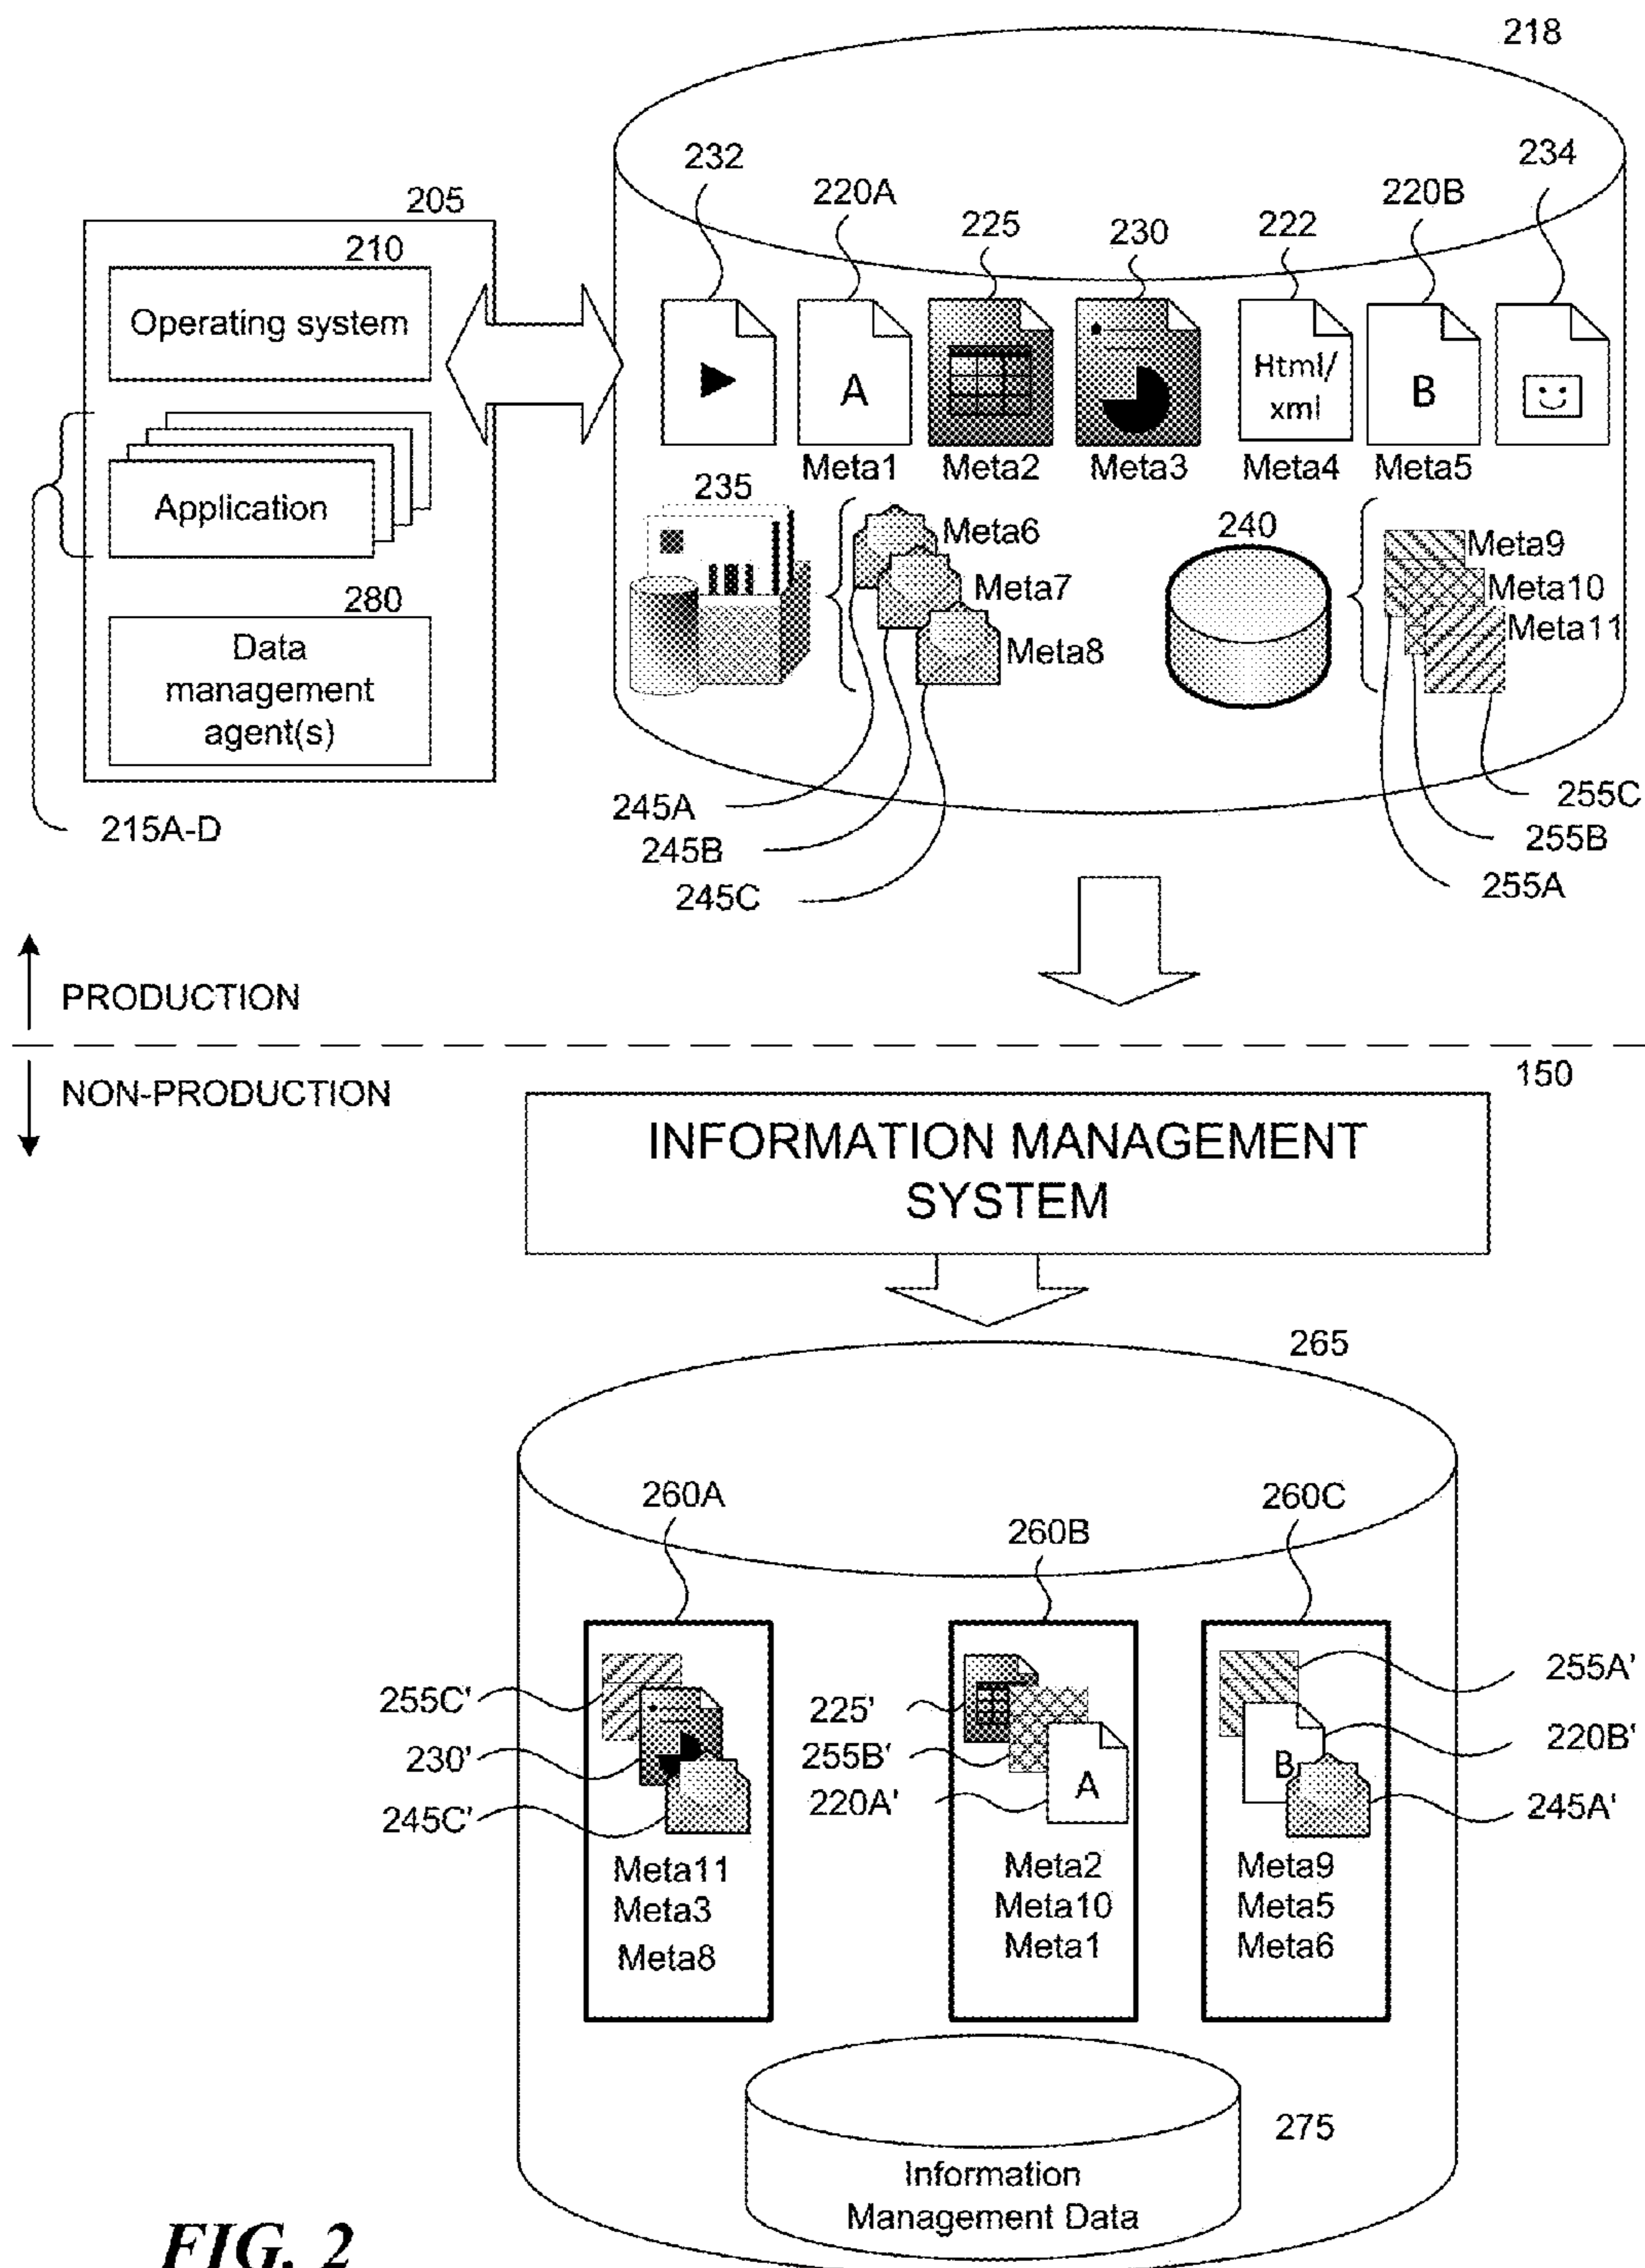 218
232
234
220A
220B
205
225
230
222
210
Operating system
A
Html/
xml
B
Meta1
Meta2
Meta3
Meta4
Meta5
235
Application
Meta6
240
Meta9
Meta7
Meta10
280
Meta11
Data
management
agent(s)
Meta8
245A
255C
215A-D
245B
255B
245C
255A
PRODUCTION
150
NON-PRODUCTION
INFORMATION MANAGEMENT
SYSTEM
265
260A
260B
260C
255C'
225'
255A'
230'
255B'
220B'
B
A
220A'
245C'
245A'
Meta11
Meta3
Meta8
Meta2
Meta10
Meta1
Meta9
Meta5
Meta6
275
Information
Management Data
FIG. 2